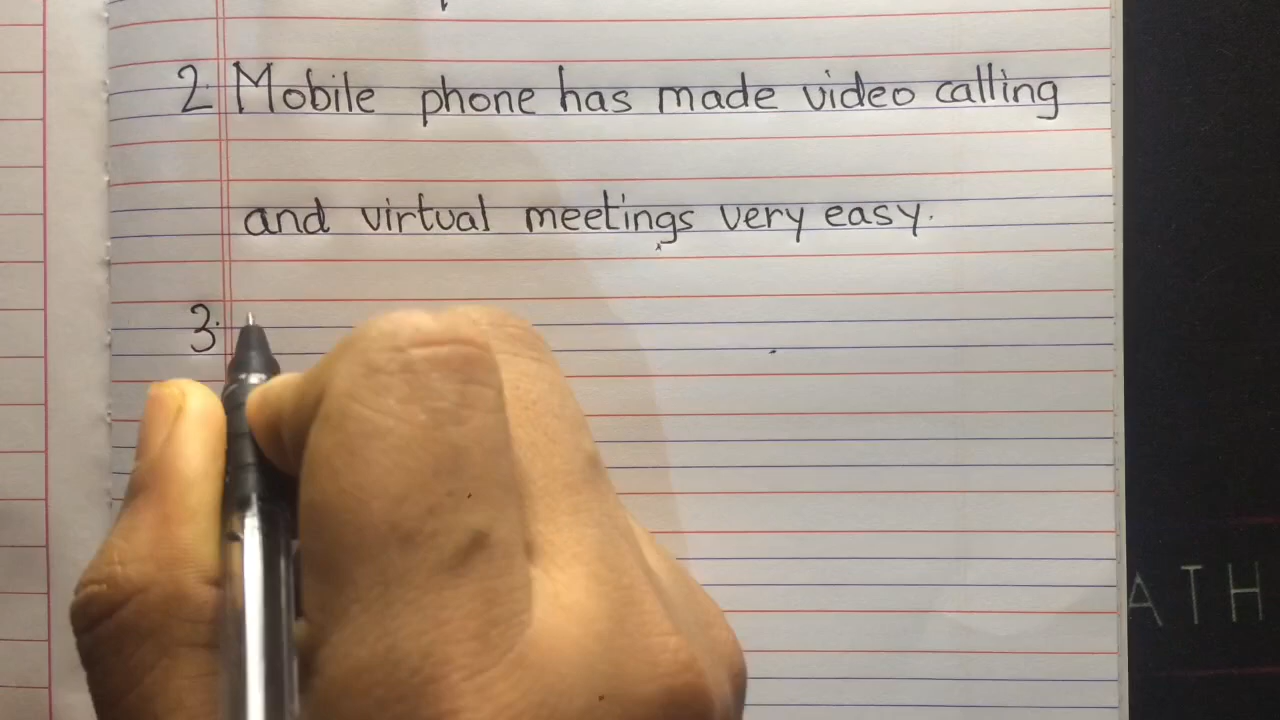 2. Mobile phone has made video calling
and virtual meetings very easy.
3.
ATH